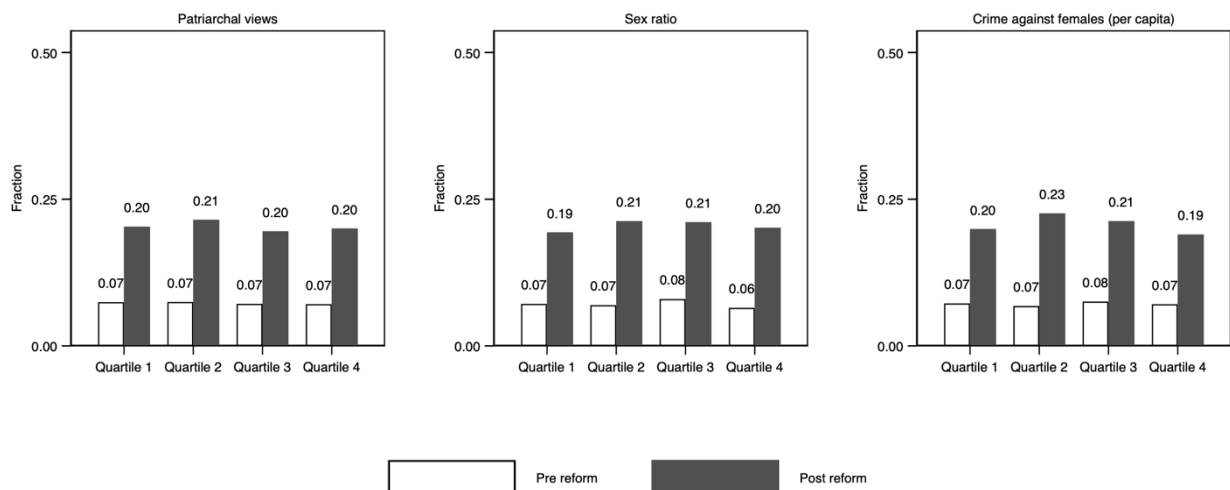 Patriarchal views
0.50
0.25
0.00
Fraction
0.07 0.20 0.07 0.21 0.07 0.20 0.07 0.20
Quartile 1 Quartile 2 Quartile 3 Quartile 4
Sex ratio
0.50
0.25
0.00
Fraction
0.07 0.19 0.07 0.21 0.08 0.21 0.06 0.20
Quartile 1 Quartile 2 Quartile 3 Quartile 4
Crime against females (per capita)
0.50
0.25
0.00
Fraction
0.07 0.20 0.07 0.23 0.08 0.21 0.07 0.19
Quartile 1 Quartile 2 Quartile 3 Quartile 4
Pre reform
Post reform